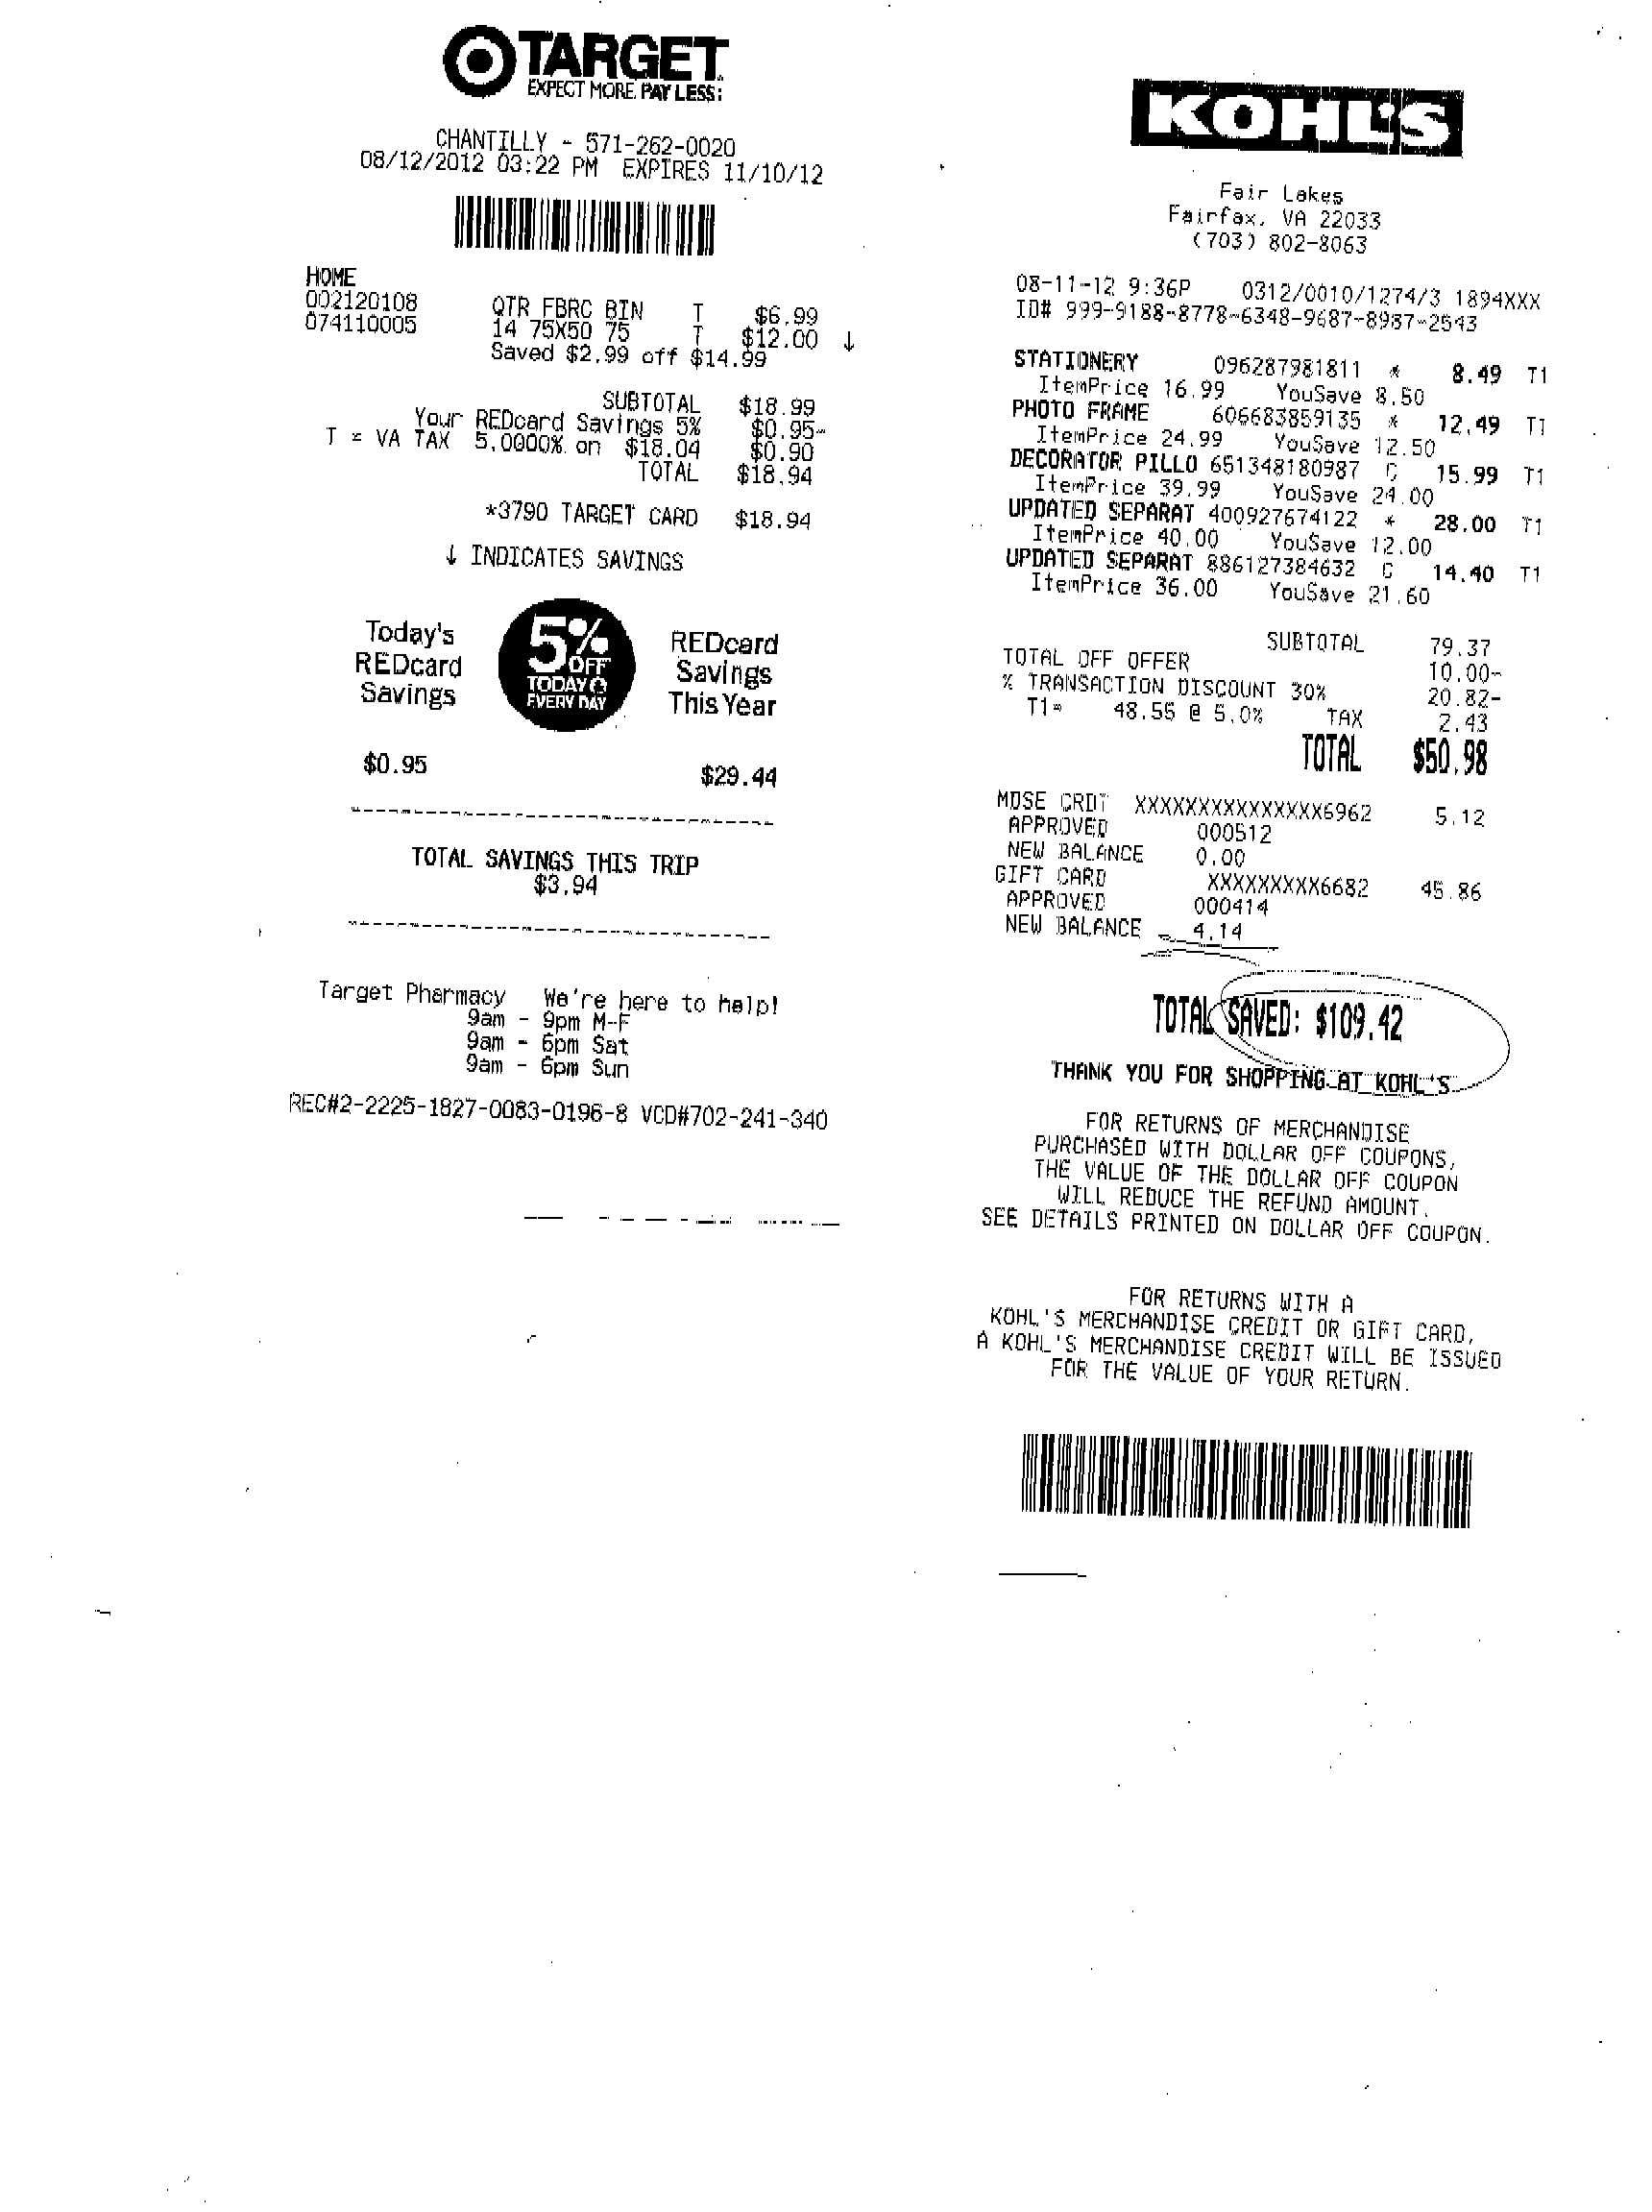 TARGET
EXPECT MORE. PAY LESS:
CHANTILLY - 571-262-0020
08/12/2012 03:22 PM EXPIRES 11/10/12
HOME
002120108 QTR FBRC BIN T $6.99
074110005 14 75X50 75 T $12.00 ↓
Saved $2.99 off $14.99
SUBTOTAL $18.99
Your REDcard Savings 5% $0.95-
T = VA TAX 5.0000% on $18.04 $0.90
TOTAL $18.94
*3790 TARGET CARD $18.94
↓ INDICATES SAVINGS
Today's REDcard Savings
5% OFF TODAY & EVERY DAY
REDcard Savings This Year
$0.95 $29.44
TOTAL SAVINGS THIS TRIP
$3.94
Target Pharmacy We're here to help!
9am - 9pm M-F
9am - 6pm Sat
9am - 6pm Sun
REC#2-2225-1827-0083-0196-8 VCD#702-241-340
KOHL'S
Fair Lakes
Fairfax, VA 22033
(703) 802-8063
08-11-12 9:36P 0312/0010/1274/3 1894XXX
ID# 999-9188-8778-6348-9687-8987-2543
STATIONERY 096287981811 * 8.49 T1
ItemPrice 16.99 YouSave 8.50
PHOTO FRAME 606683859135 * 12.49 T1
ItemPrice 24.99 YouSave 12.50
DECORATOR PILLO 651348180987 C 15.99 T1
ItemPrice 39.99 YouSave 24.00
UPDATED SEPARAT 400927674122 * 28.00 T1
ItemPrice 40.00 YouSave 12.00
UPDATED SEPARAT 886127384632 C 14.40 T1
ItemPrice 36.00 YouSave 21.60
SUBTOTAL 79.37
TOTAL OFF OFFER 10.00-
% TRANSACTION DISCOUNT 30% 20.82-
T1= 48.55 @ 5.0% TAX 2.43
TOTAL $50.98
MDSE CRDT XXXXXXXXXXXXXXX6962 5.12
APPROVED 000512
NEW BALANCE 0.00
GIFT CARD XXXXXXXXX6682 45.86
APPROVED 000414
NEW BALANCE 4.14
TOTAL SAVED: $109.42
THANK YOU FOR SHOPPING AT KOHL'S
FOR RETURNS OF MERCHANDISE
PURCHASED WITH DOLLAR OFF COUPONS,
THE VALUE OF THE DOLLAR OFF COUPON
WILL REDUCE THE REFUND AMOUNT.
SEE DETAILS PRINTED ON DOLLAR OFF COUPON.
FOR RETURNS WITH A
KOHL'S MERCHANDISE CREDIT OR GIFT CARD,
A KOHL'S MERCHANDISE CREDIT WILL BE ISSUED
FOR THE VALUE OF YOUR RETURN.